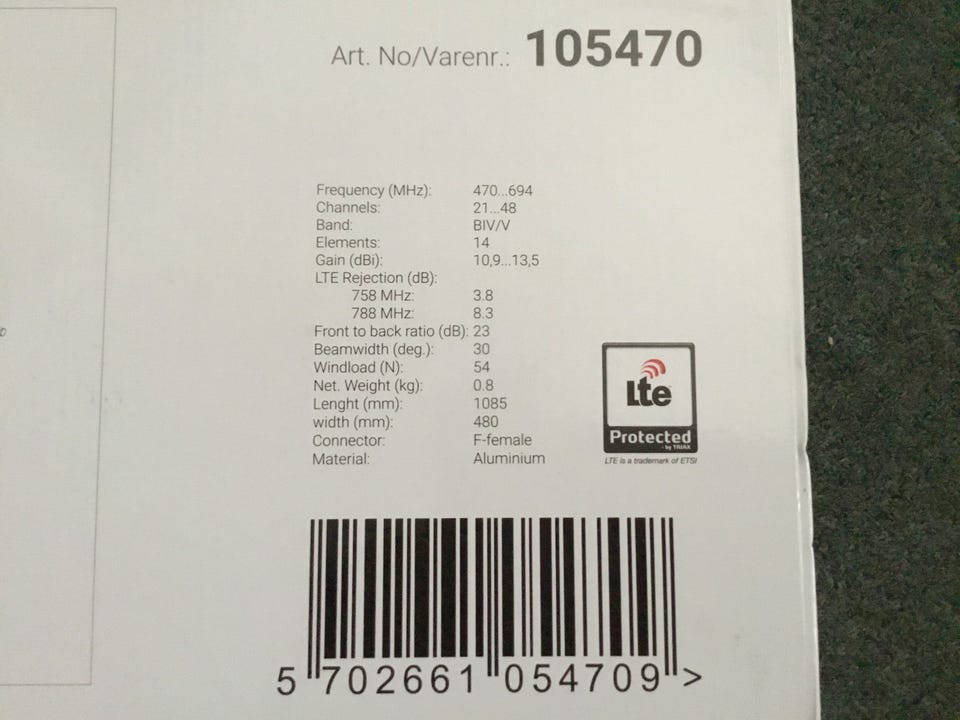 Art. No/Varenr.: 105470
Frequency (MHz): 470...694
Channels: 21...48
Band: BIV/V
Elements: 14
Gain (dBi): 10,9...13,5
LTE Rejection (dB):
758 MHz: 3.8
788 MHz: 8.3
Front to back ratio (dB): 23
Beamwidth (deg.): 30
Windload (N): 54
Net. Weight (kg): 0.8
Lenght (mm): 1085
width (mm): 480
Connector: F-female
Material: Aluminium
Lte
Protected
- by TRIAX
LTE is a trademark of ETSI
5 702661 054709 >